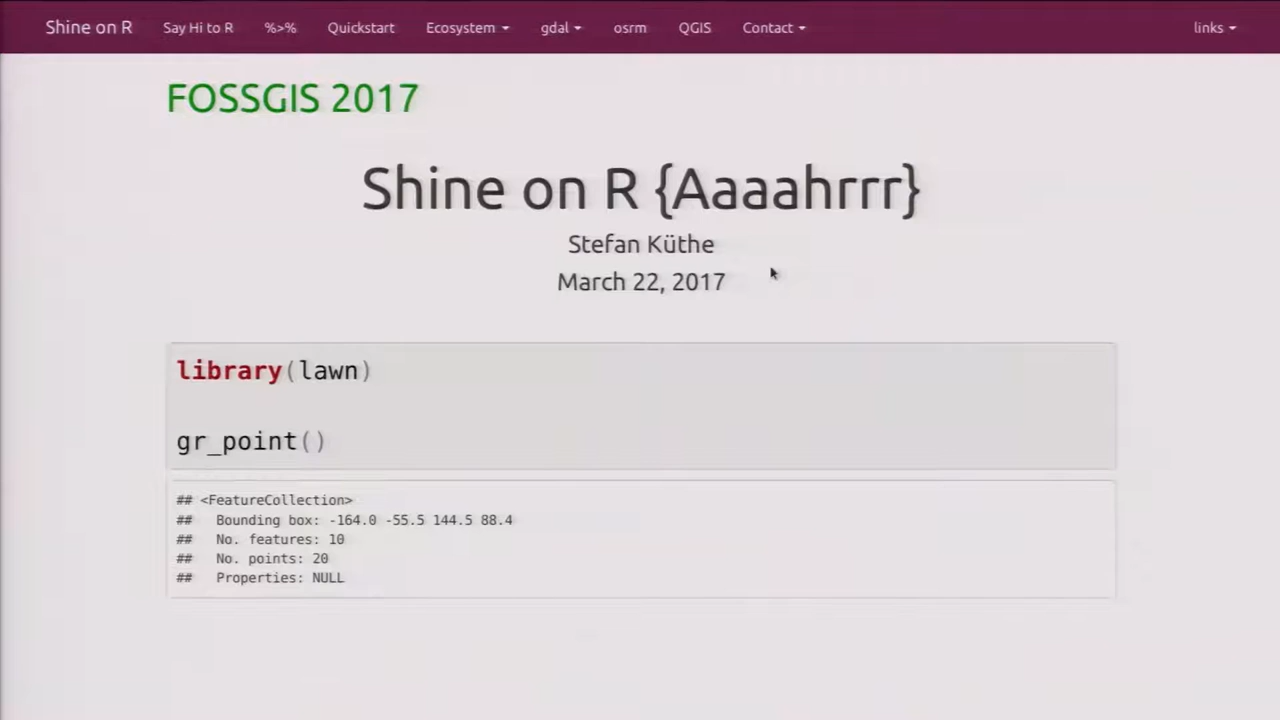 Shine on R Say Hi to R %>% Quickstart Ecosystem gdal osrm QGIS Contact links
FOSSGIS 2017
Shine on R {Aaaahrrr}
Stefan Küthe
March 22, 2017
library(lawn)
gr_point()
## <FeatureCollection>
##   Bounding box: -164.0 -55.5 144.5 88.4
##   No. features: 10
##   No. points: 20
##   Properties: NULL